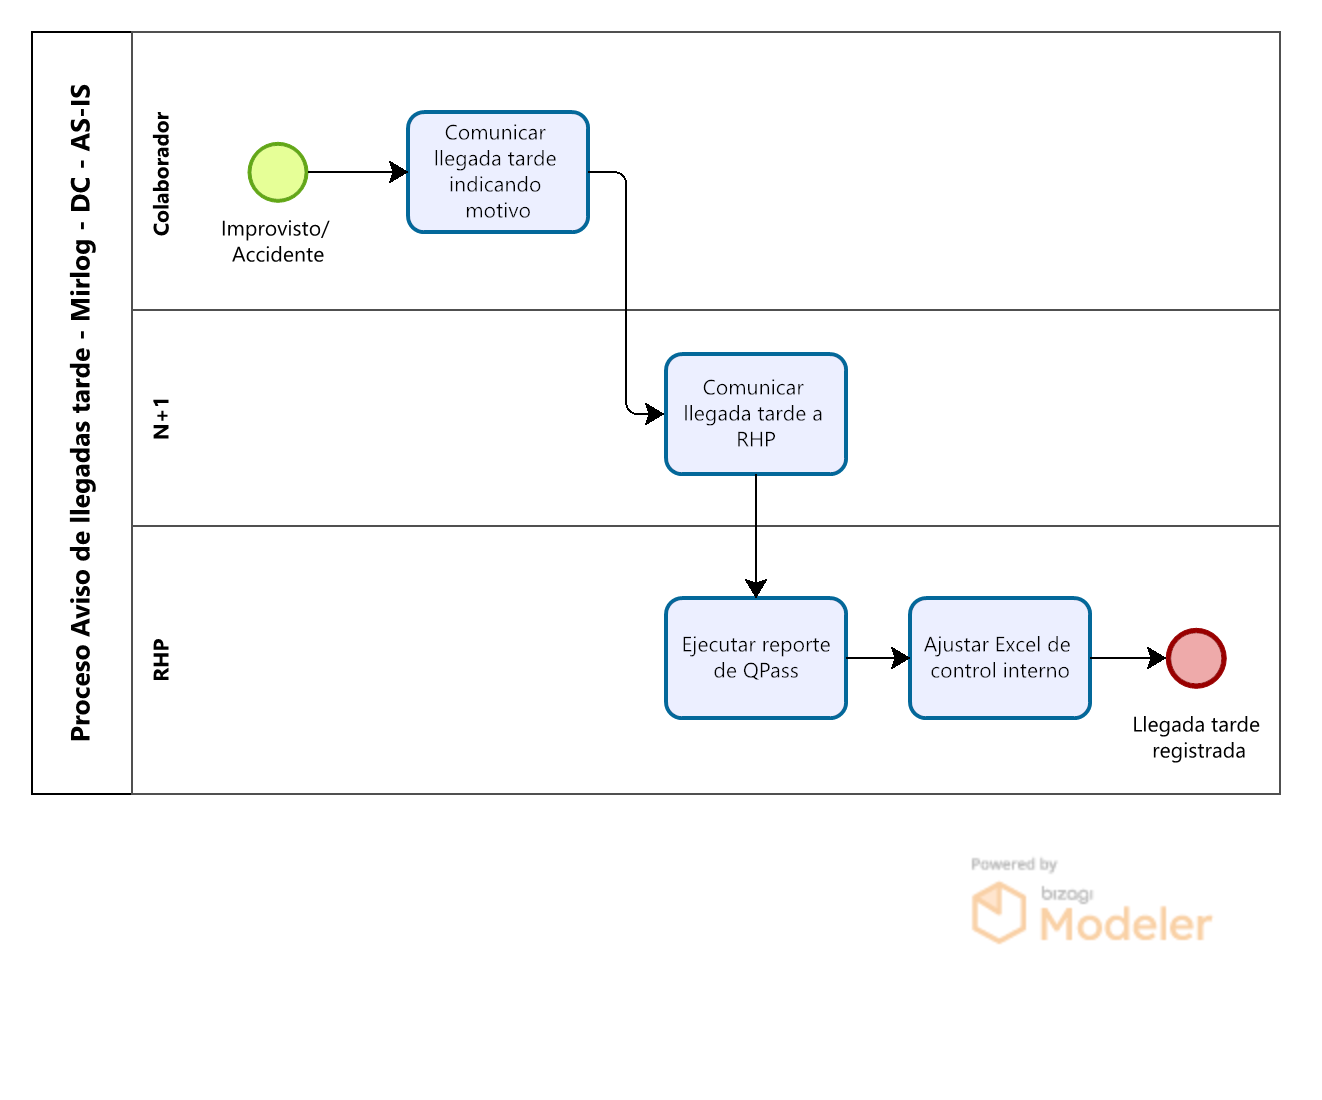 Proceso Aviso de llegadas tarde - Mirlog - DC - AS-IS
Colaborador
Improvisto/
Accidente
Comunicar
llegada tarde
indicando
motivo
N+1
Comunicar
llegada tarde a
RHP
RHP
Ejecutar reporte
de QPass
Ajustar Excel de
control interno
Llegada tarde
registrada
Powered by
bizagi
Modeler